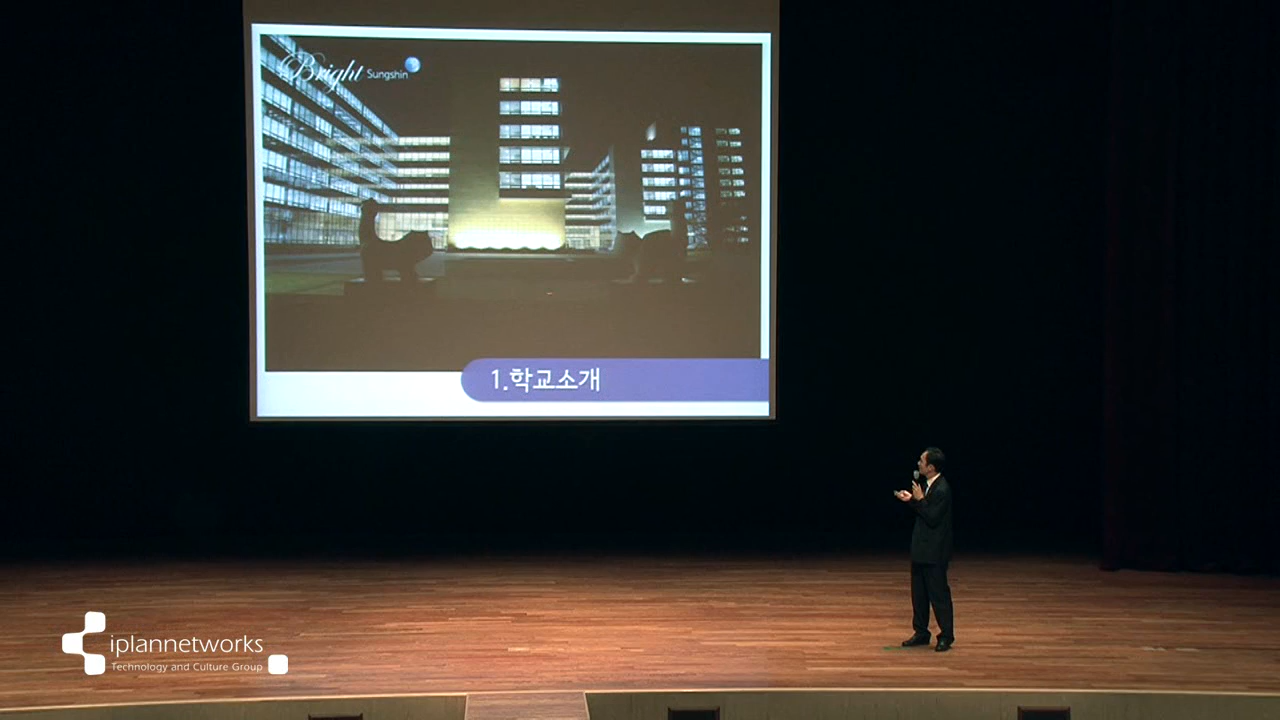 Bright Sungshin
1.학교소개
iplannetworks
Technology and Culture Group